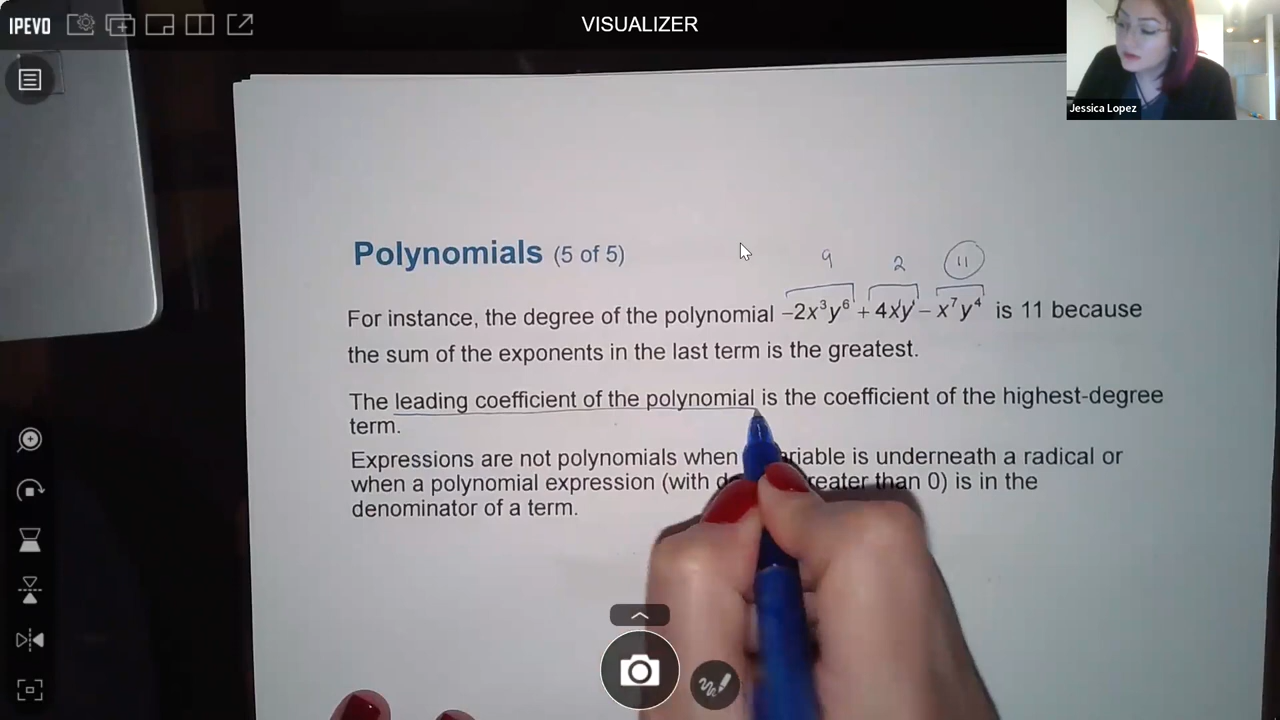 IPEVO
VISUALIZER
Jessica Lopez
Polynomials (5 of 5)
9 2 11
For instance, the degree of the polynomial −2x³y⁶ + 4x¹y¹ − x⁷y⁴ is 11 because
the sum of the exponents in the last term is the greatest.
The leading coefficient of the polynomial is the coefficient of the highest-degree
term.
Expressions are not polynomials when is underneath a radical or
when a polynomial expression (with than 0) is in the
denominator of a term.